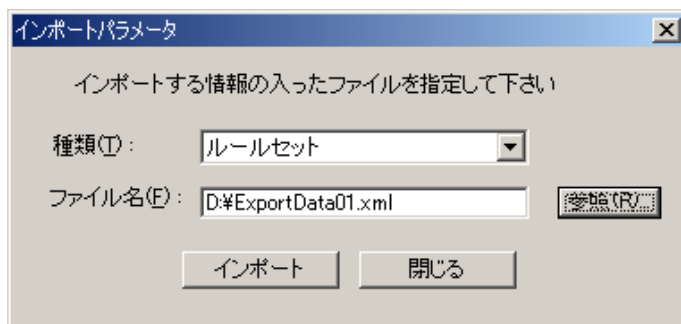 インポートパラメータ
インポートする情報の入ったファイルを指定して下さい
種類(T):
ルールセット
ファイル名(F):
D:¥ExportData01.xml
参照(R)...
インポート
閉じる